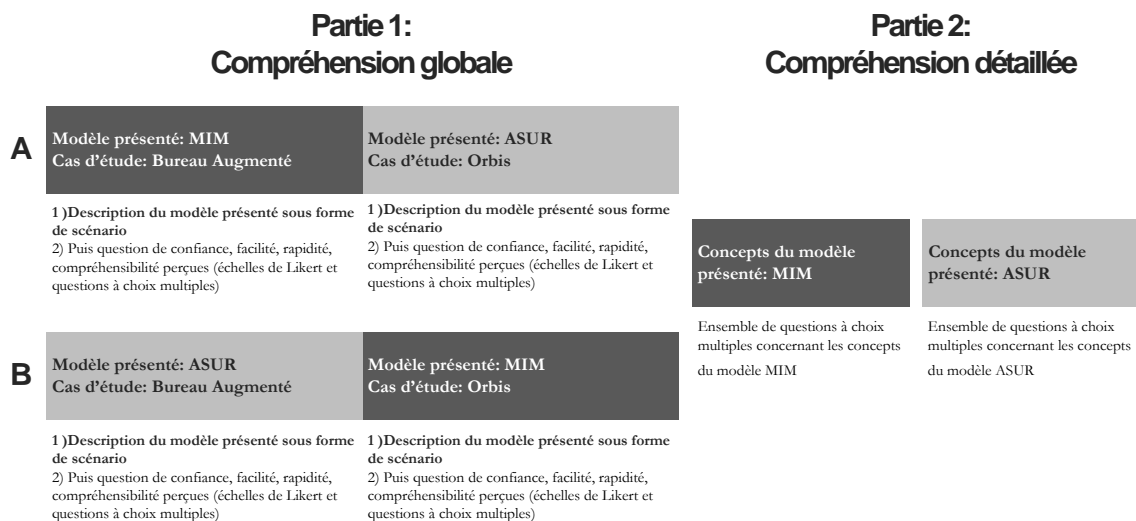 Partie 1:
Compréhension globale
Partie 2:
Compréhension détaillée
A
Modèle présenté: MIM
Cas d'étude: Bureau Augmenté
Modèle présenté: ASUR
Cas d'étude: Orbis
1 )Description du modèle présenté sous forme
de scénario
2) Puis question de confiance, facilité, rapidité,
compréhensibilité perçues (échelles de Likert et
questions à choix multiples)
1 )Description du modèle présenté sous forme
de scénario
2) Puis question de confiance, facilité, rapidité,
compréhensibilité perçues (échelles de Likert et
questions à choix multiples)
B
Modèle présenté: ASUR
Cas d'étude: Bureau Augmenté
Modèle présenté: MIM
Cas d'étude: Orbis
1 )Description du modèle présenté sous forme
de scénario
2) Puis question de confiance, facilité, rapidité,
compréhensibilité perçues (échelles de Likert et
questions à choix multiples)
1 )Description du modèle présenté sous forme
de scénario
2) Puis question de confiance, facilité, rapidité,
compréhensibilité perçues (échelles de Likert et
questions à choix multiples)
Concepts du modèle
présenté: MIM
Ensemble de questions à choix
multiples concernant les concepts
du modèle MIM
Concepts du modèle
présenté: ASUR
Ensemble de questions à choix
multiples concernant les concepts
du modèle ASUR